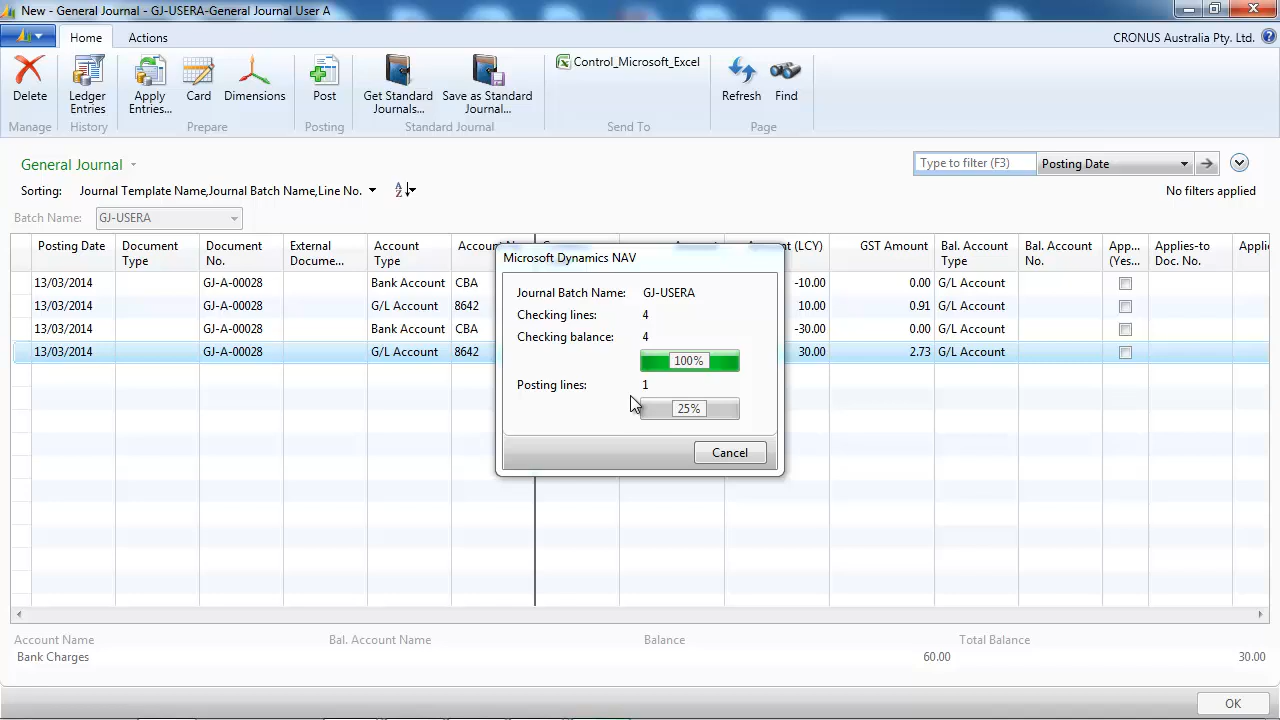 New - General Journal - GJ-USERA-General Journal User A
Home
Actions
CRONUS Australia Pty. Ltd.
Delete
Ledger Entries
Apply Entries...
Card
Dimensions
Post
Get Standard Journals...
Save as Standard Journal...
Control_Microsoft_Excel
Refresh
Find
Manage
History
Prepare
Posting
Standard Journal
Send To
Page
General Journal
Type to filter (F3)
Posting Date
Sorting: Journal Template Name,Journal Batch Name,Line No.
No filters applied
Batch Name: GJ-USERA
Posting Date Document Type Document No. External Docume... Account Type Account (LCY) GST Amount Bal. Account Type Bal. Account No. App... (Yes... Applies-to Doc. No. Applie
13/03/2014 GJ-A-00028 Bank Account CBA -10.00 0.00 G/L Account
13/03/2014 GJ-A-00028 G/L Account 8642 10.00 0.91 G/L Account
13/03/2014 GJ-A-00028 Bank Account CBA -30.00 0.00 G/L Account
13/03/2014 GJ-A-00028 G/L Account 8642 30.00 2.73 G/L Account
Microsoft Dynamics NAV
Journal Batch Name: GJ-USERA
Checking lines: 4
Checking balance: 4
100%
Posting lines: 1
25%
Cancel
Account Name Bal. Account Name Balance Total Balance
Bank Charges 60.00 30.00
OK